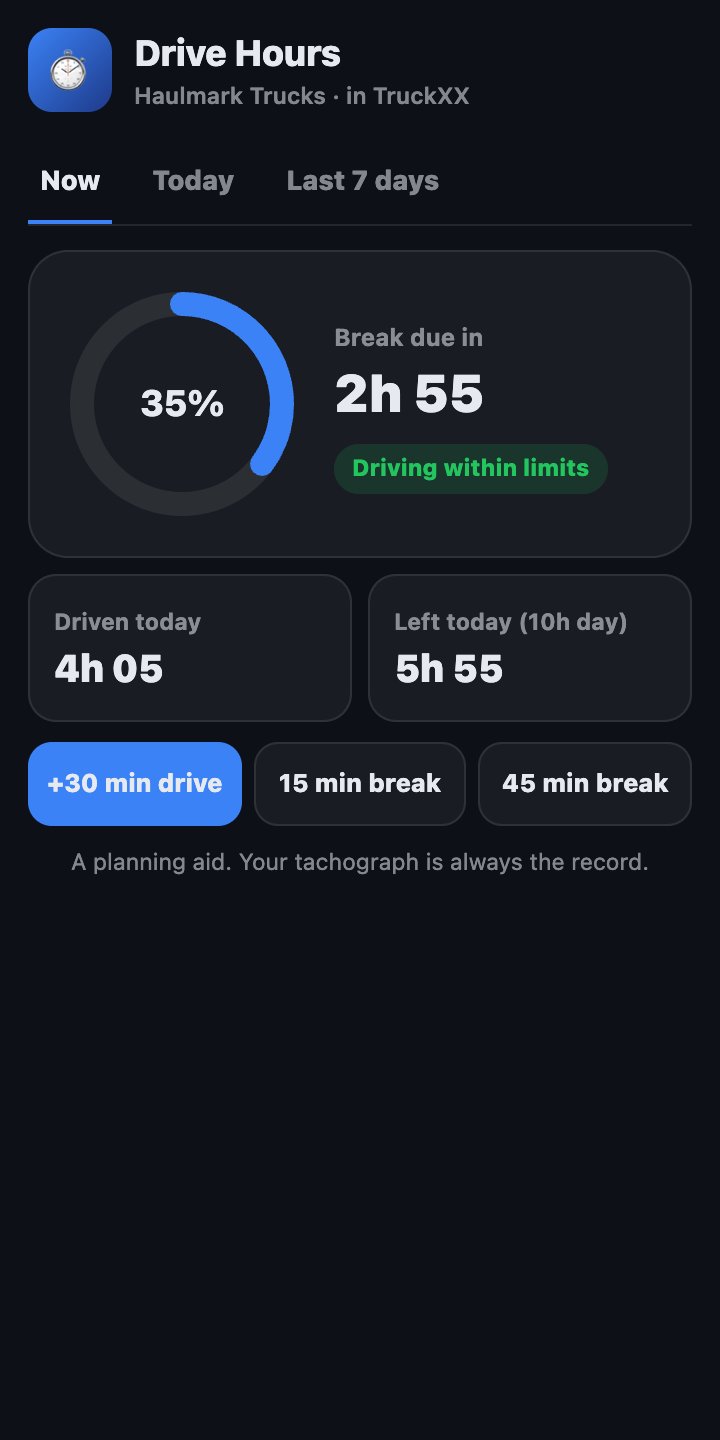 Drive Hours
Haulmark Trucks · in TruckXX
Now
Today
Last 7 days
35%
Break due in
2h 55
Driving within limits
Driven today
4h 05
Left today (10h day)
5h 55
+30 min drive
15 min break
45 min break
A planning aid. Your tachograph is always the record.